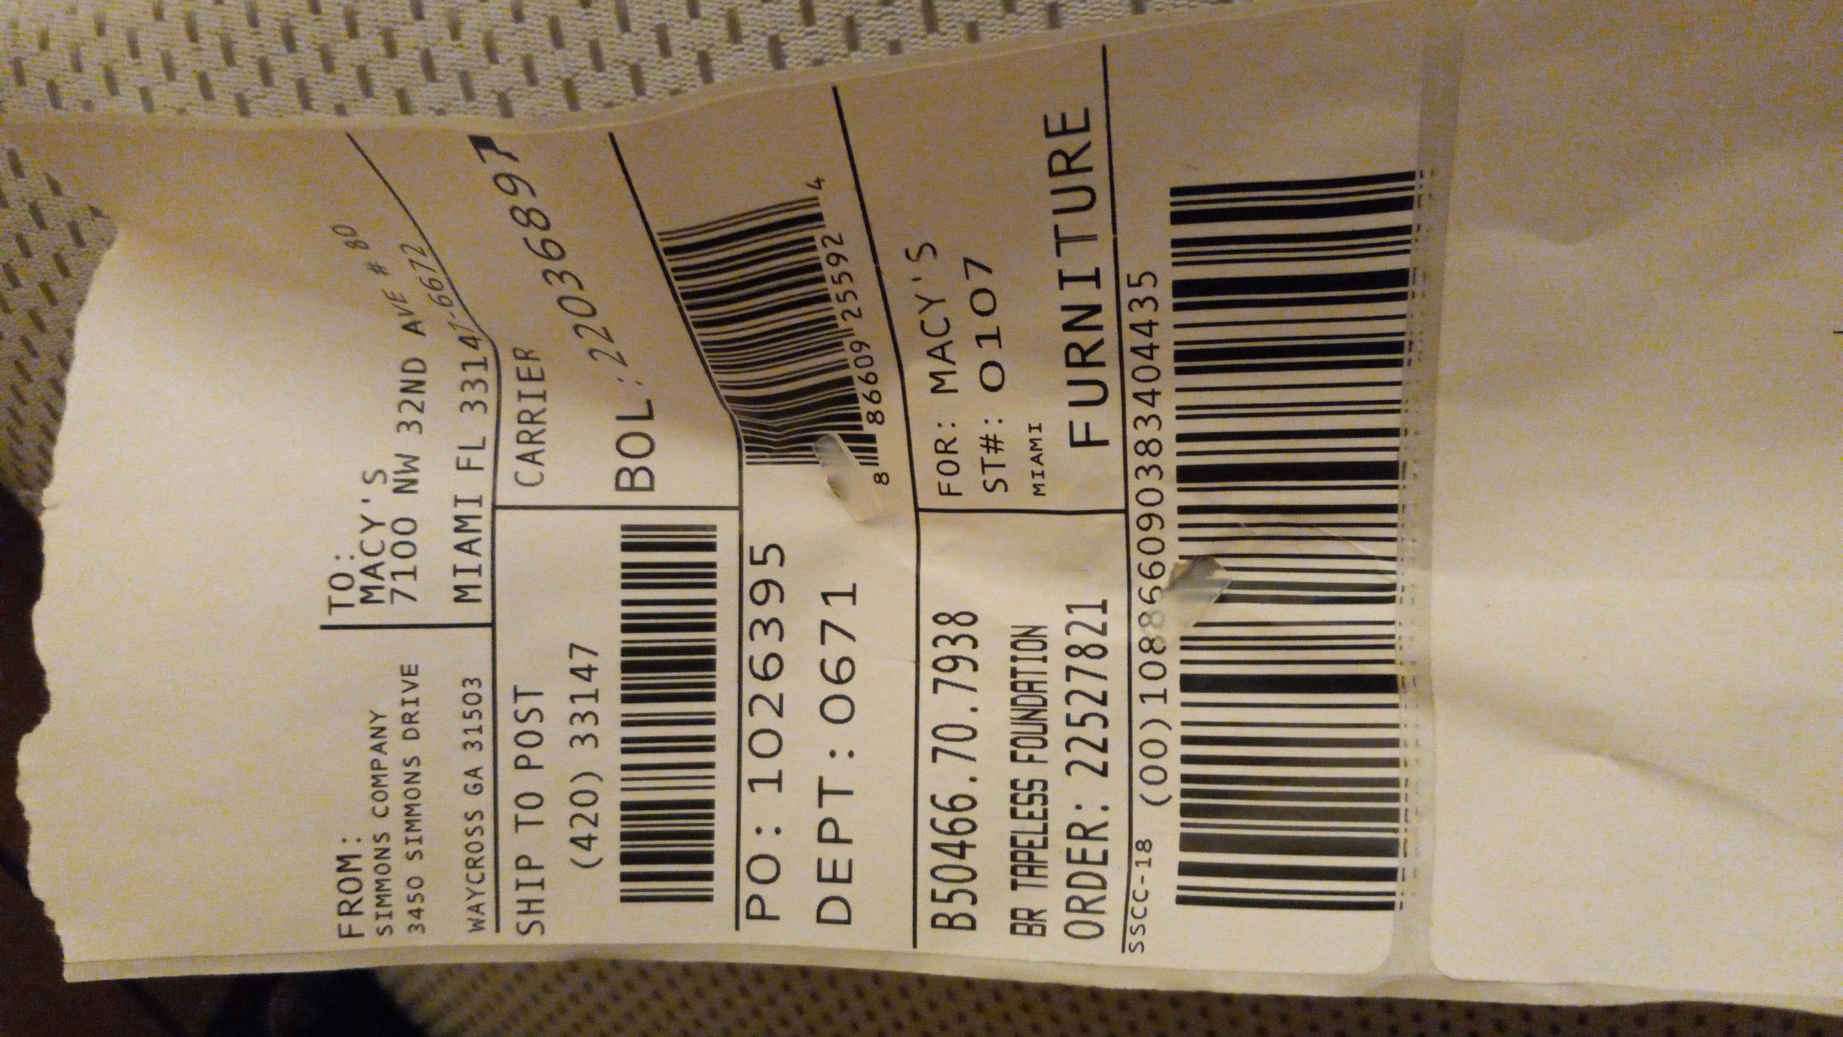 FROM:
SIMMONS COMPANY
3450 SIMMONS DRIVE
WAYCROSS GA 31503
TO:
MACY'S
7100 NW 32ND AVE # 80
MIAMI FL 33147-6672
SHIP TO POST
(420) 33147
CARRIER
BOL: 22036897
PO: 1026395
DEPT: 0671
8 86609 25592 4
B50466.70.7938
BR TAPELESS FOUNDATION
ORDER: 22527821
FOR: MACY'S
ST#: 0107
MIAMI
FURNITURE
SSCC-18 (00)108866090383404435